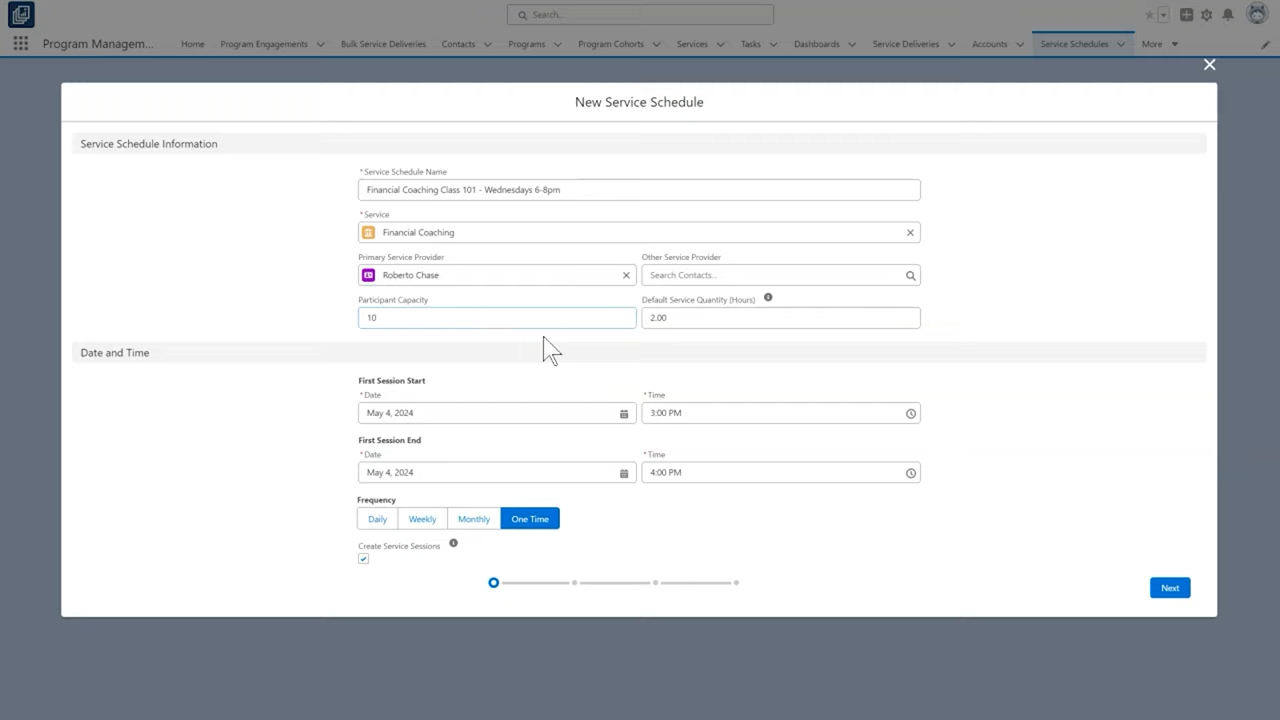 Search...
Program Managem...
Home
Program Engagements
Bulk Service Deliveries
Contacts
Programs
Program Cohorts
Services
Tasks
Dashboards
Service Deliveries
Accounts
Service Schedules
More
New Service Schedule
Service Schedule Information
*Service Schedule Name
Financial Coaching Class 101 - Wednesdays 6-8pm
*Service
Financial Coaching
Primary Service Provider
Other Service Provider
Roberto Chase
Search Contacts...
Participant Capacity
Default Service Quantity (Hours)
10
2.00
Date and Time
First Session Start
*Date
*Time
May 4, 2024
3:00 PM
First Session End
*Date
*Time
May 4, 2024
4:00 PM
Frequency
Daily
Weekly
Monthly
One Time
Create Service Sessions
Next